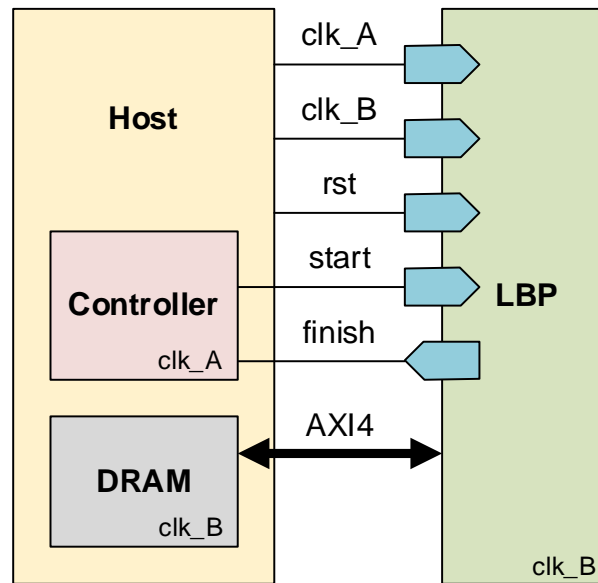 clk_A
clk_B
Host
rst
start
Controller
LBP
clk_A
finish
AXI4
DRAM
clk_B
clk_B